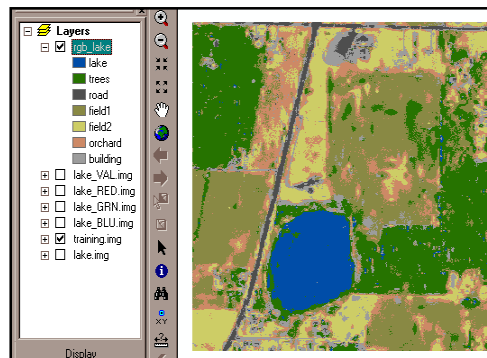 Layers
rgb_lake
lake
trees
road
field1
field2
orchard
building
lake_VAL.img
lake_RED.img
lake_GRN.img
lake_BLU.img
training.img
lake.img
Display
XY